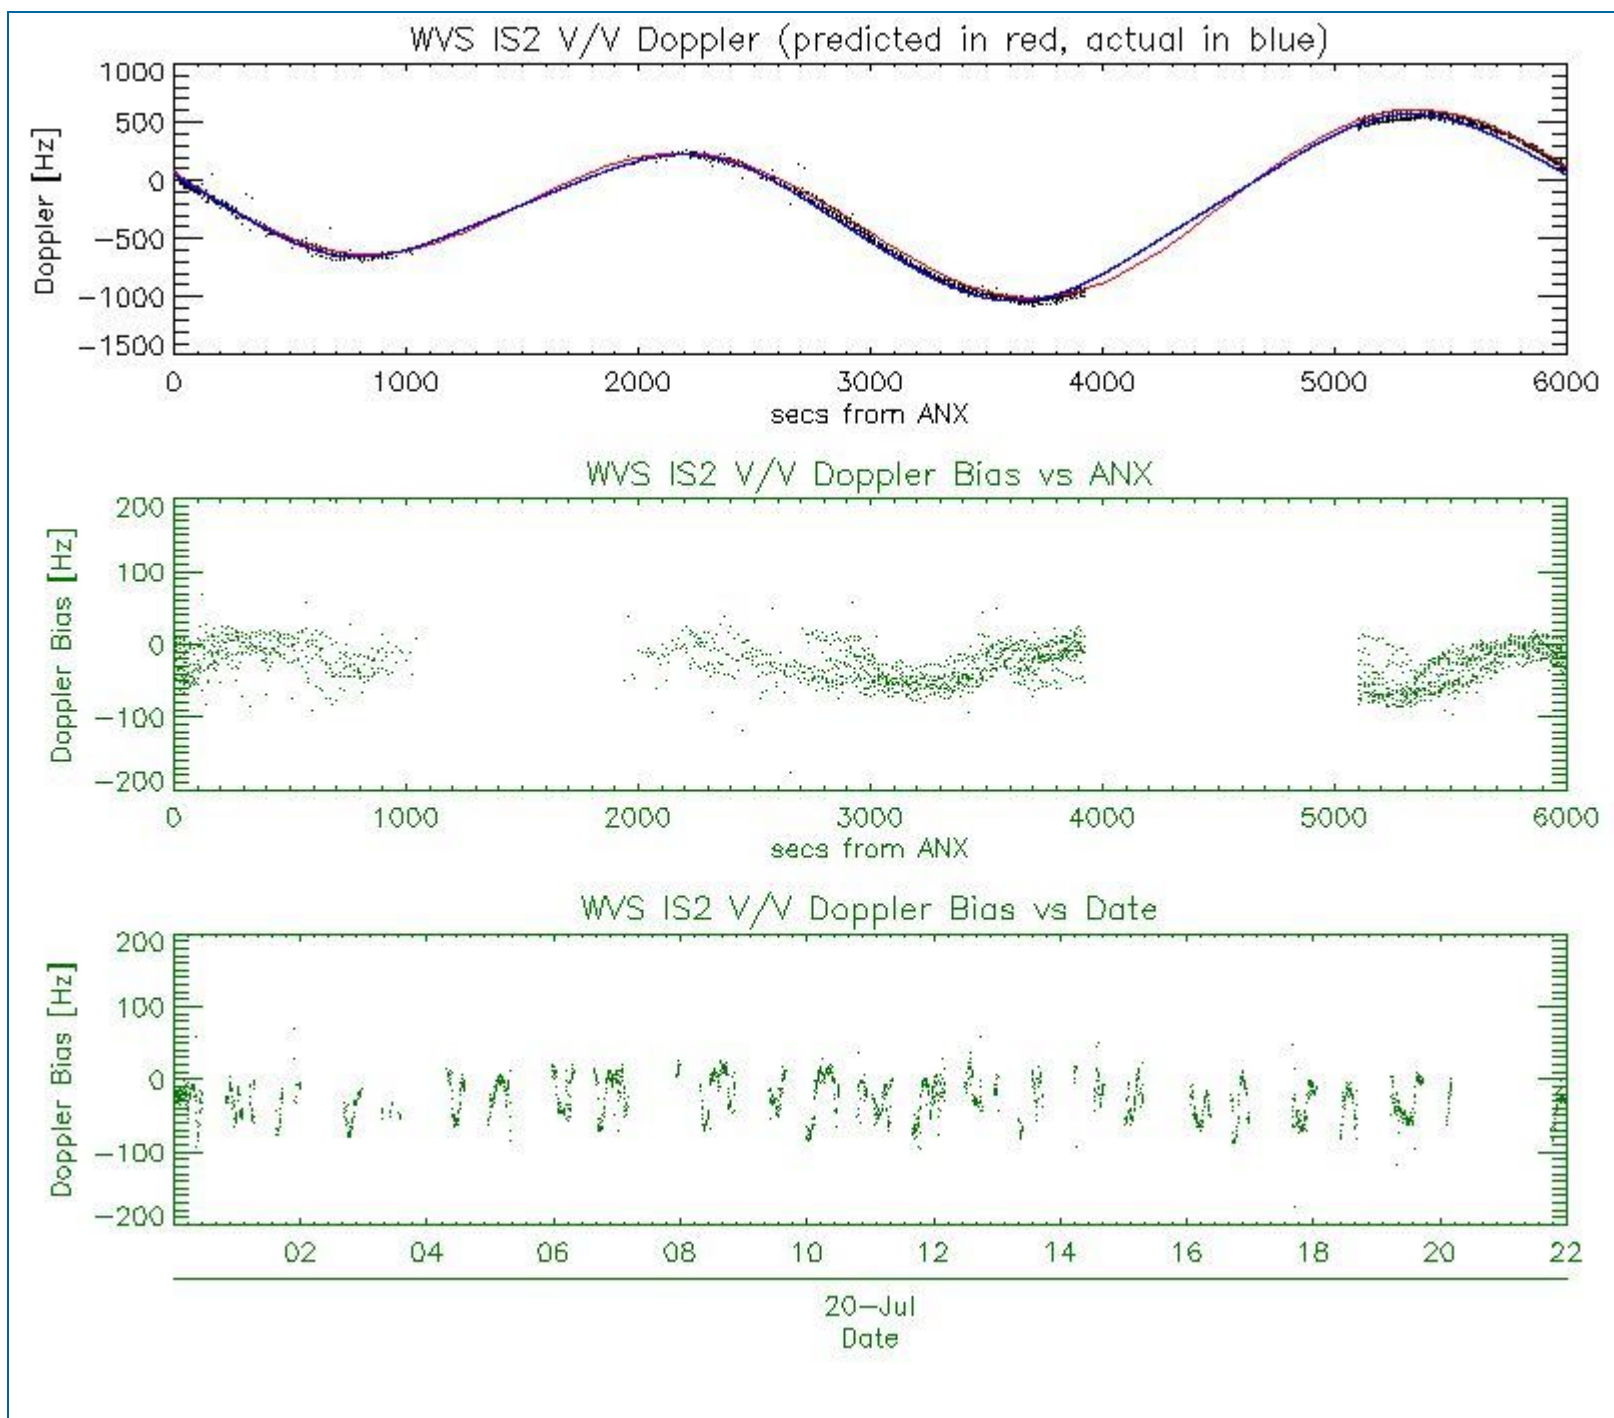 WVS IS2 V/V Doppler (predicted in red, actual in blue)
1000
500
0
−500
−1000
−1500
Doppler [Hz]
0 1000 2000 3000 4000 5000 6000
secs from ANX
WVS IS2 V/V Doppler Bias vs ANX
200
100
0
−100
−200
Doppler Bias [Hz]
0 1000 2000 3000 4000 5000 6000
secs from ANX
WVS IS2 V/V Doppler Bias vs Date
200
100
0
−100
−200
Doppler Bias [Hz]
02 04 06 08 10 12 14 16 18 20 22
20−Jul
Date